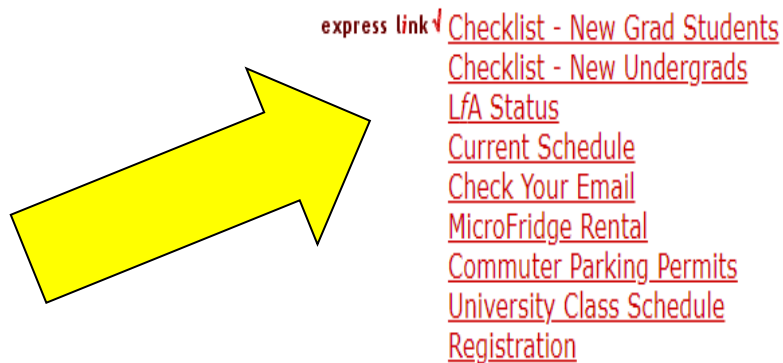 express link √ Checklist - New Grad Students
Checklist - New Undergrads
LfA Status
Current Schedule
Check Your Email
MicroFridge Rental
Commuter Parking Permits
University Class Schedule
Registration